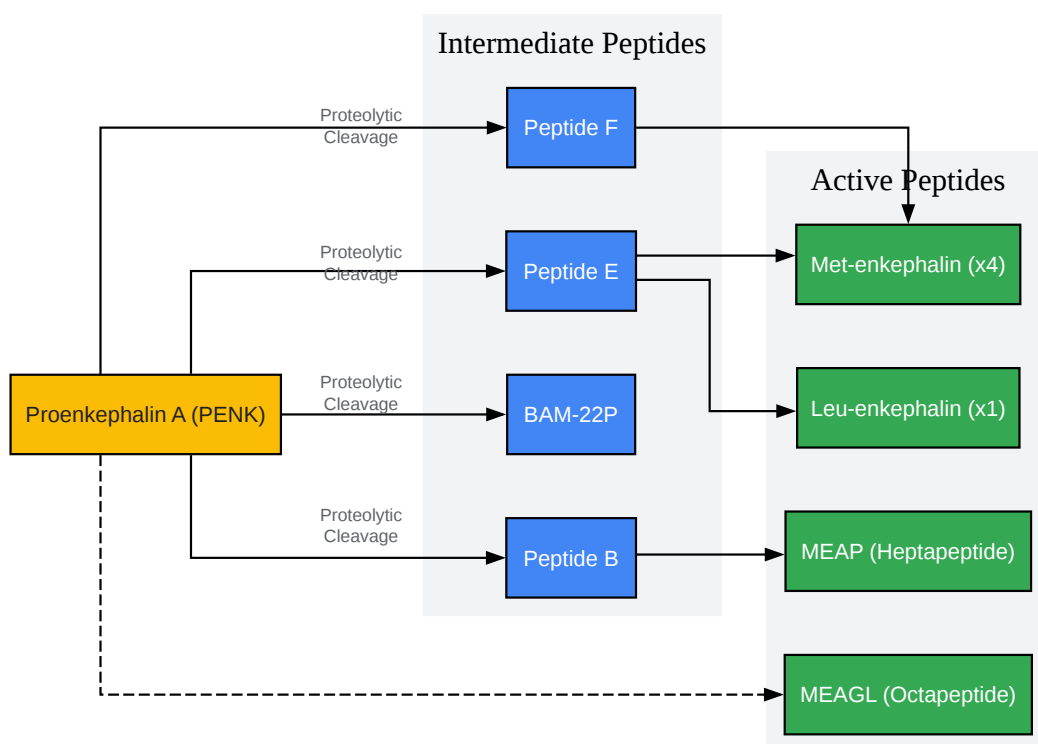 Intermediate Peptides
Proteolytic
Cleavage
Peptide F
Active Peptides
Proteolytic
Cleavage
Peptide E
Met-enkephalin (x4)
Proenkephalin A (PENK)
Proteolytic
Cleavage
BAM-22P
Leu-enkephalin (x1)
Proteolytic
Cleavage
Peptide B
MEAP (Heptapeptide)
MEAGL (Octapeptide)